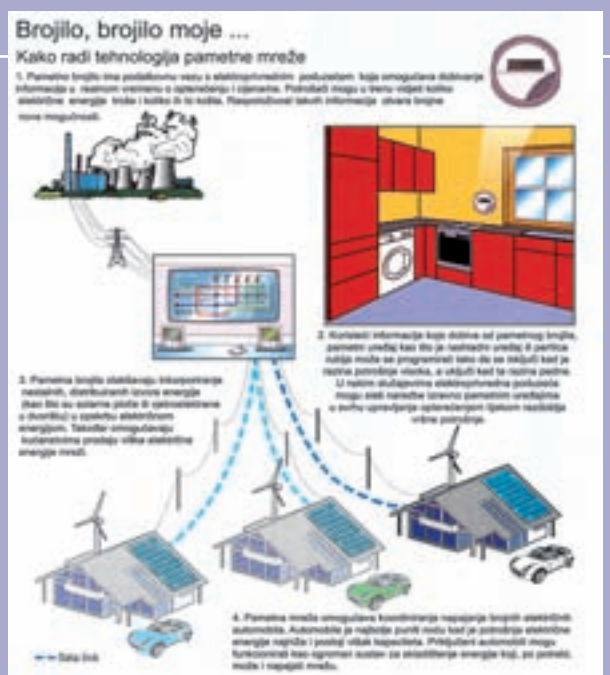 Brojilo, brojilo moje ...
Kako radi tehnologija pametne mreže
1. Pametno brojilo ima podatkovnu vezu s elektroprivrednim poduzećem koja omogućava dobivanje
informacija u realnom vremenu o opterećenju i cijenama. Potrošači mogu u trenu vidjeti koliko
električne energije troše i koliko ih to košta. Raspoloživost takvih informacija otvara brojne
nove mogućnosti.
2. Koristeći informacije koje dobiva od pametnog brojila,
pametni uređaj kao što je rashladni uređaj ili perilica
rublja može se programirati tako da se isključi kad je
razina potrošnje visoka, a uključi kad ta razina padne.
U nekim slučajevima elektroprivredna poduzeća
mogu slati naredbe izravno pametnim uređajima
u svrhu upravljanja opterećenjem tijekom razdoblja
vršne potrošnje.
3. Pametna brojila olakšavaju inkorporiranje
nestalnih, distribuiranih izvora energije
(kao što su solarne ploče ili vjetroelektrane
u dvorištu) u opskrbu električnom
energijom. Također omogućavaju
kućanstvima prodaju viška električne
energije mreži.
4. Pametna mreža omogućava koordiniranje napajanja brojnih električnih
automobila. Automobile je najbolje puniti noću kad je potrošnja električne
energije najniža i postoji višak kapaciteta. Priključeni automobili mogu
funkcionirati kao ogroman sustav za skladištenje energije koji, po potrebi,
može i napajati mrežu.
Data link